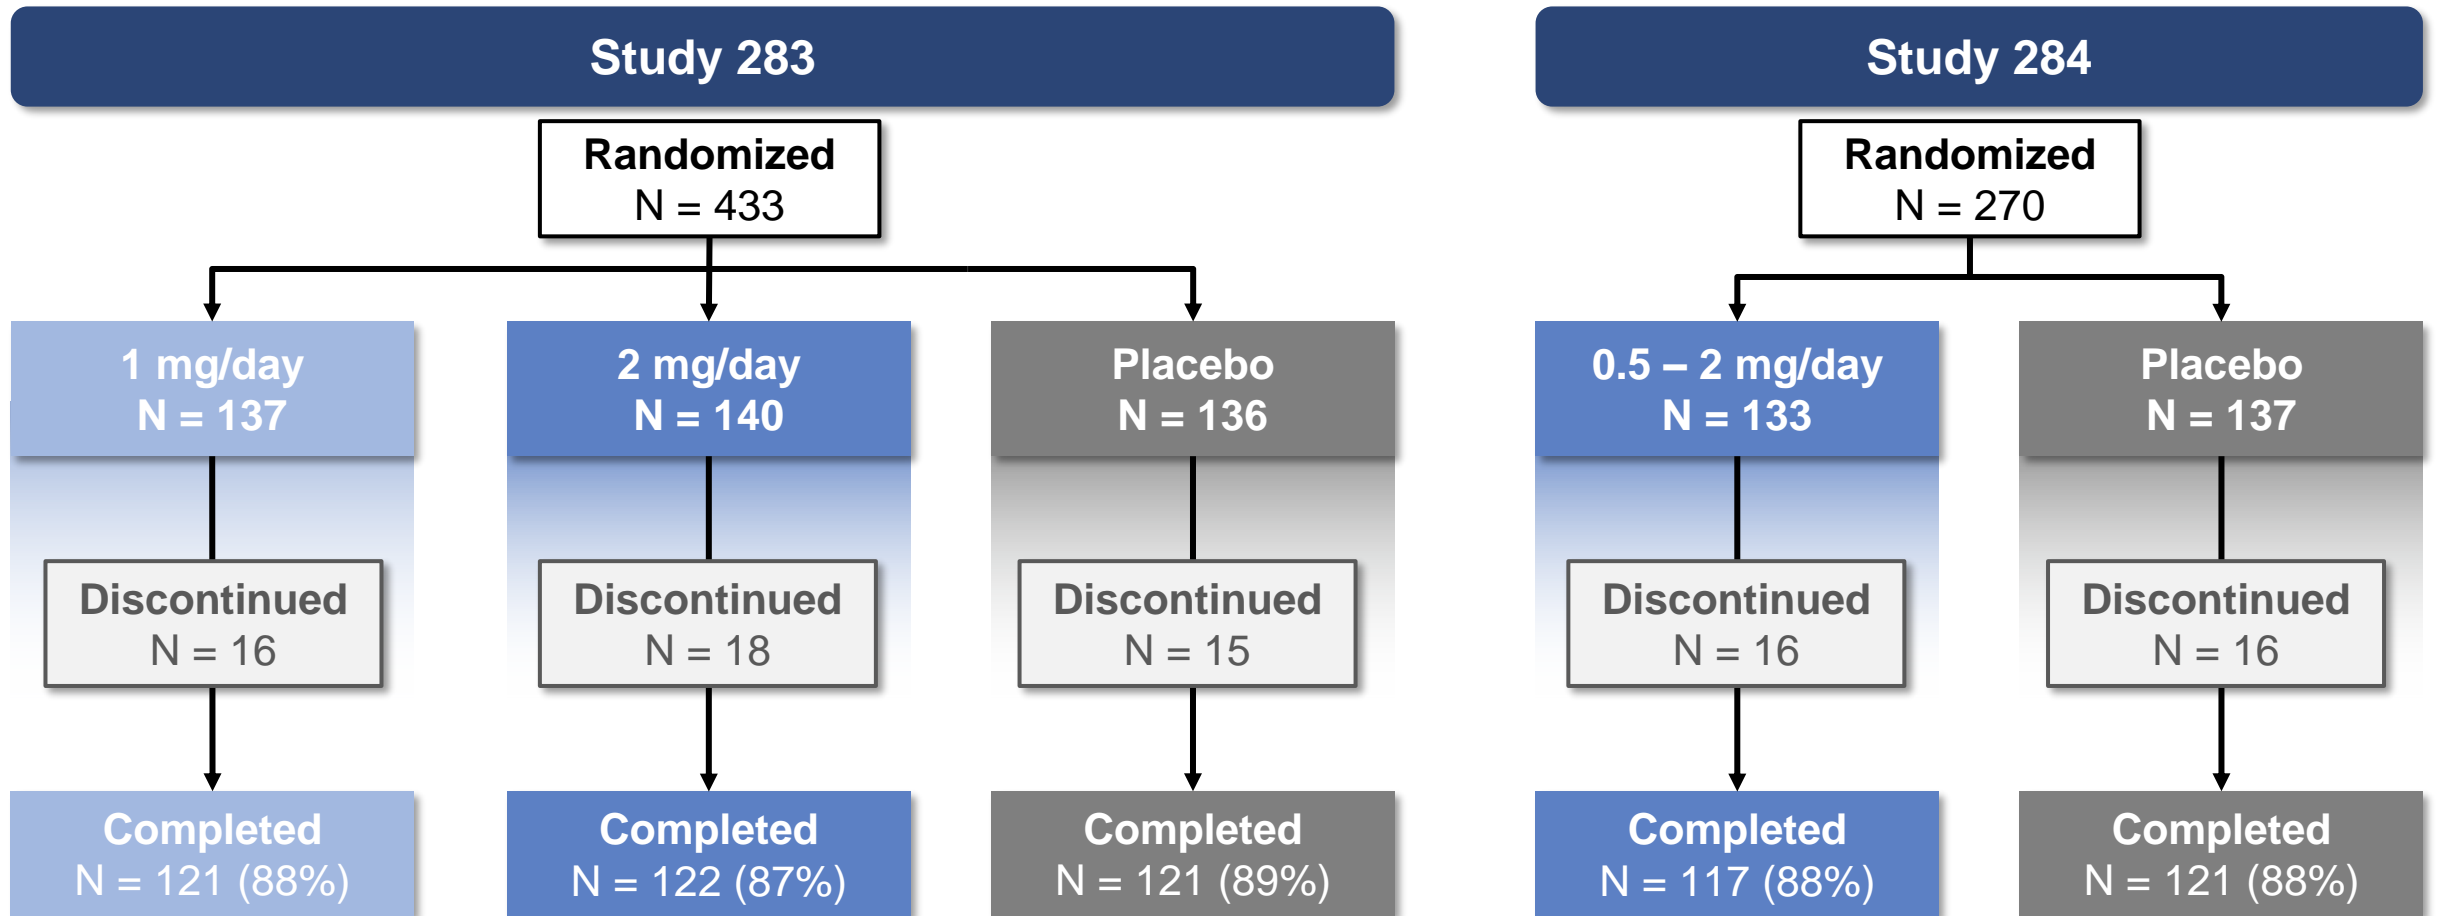 Study 283
Randomized
N = 433
1 mg/day
N = 137
Discontinued
N = 16
Completed
N = 121 (88%)
2 mg/day
N = 140
Discontinued
N = 18
Completed
N = 122 (87%)
Placebo
N = 136
Discontinued
N = 15
Completed
N = 121 (89%)
Study 284
Randomized
N = 270
0.5 – 2 mg/day
N = 133
Discontinued
N = 16
Completed
N = 117 (88%)
Placebo
N = 137
Discontinued
N = 16
Completed
N = 121 (88%)